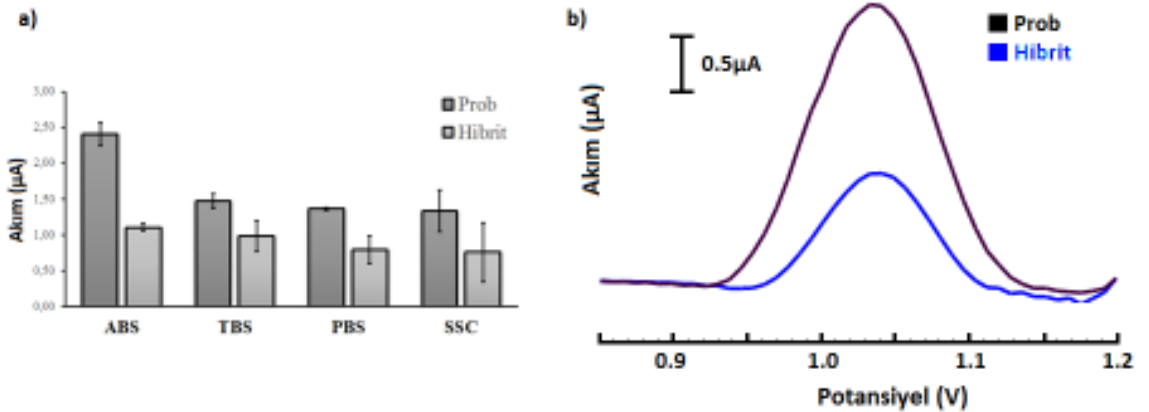 a)
Akım (µA)
3,00
2,50
2,00
1,50
1,00
0,50
0,00
Prob
Hibrit
ABS TBS PBS SSC
b)
Akım (µA)
0.5µA
Prob
Hibrit
0.9 1.0 1.1 1.2
Potansiyel (V)